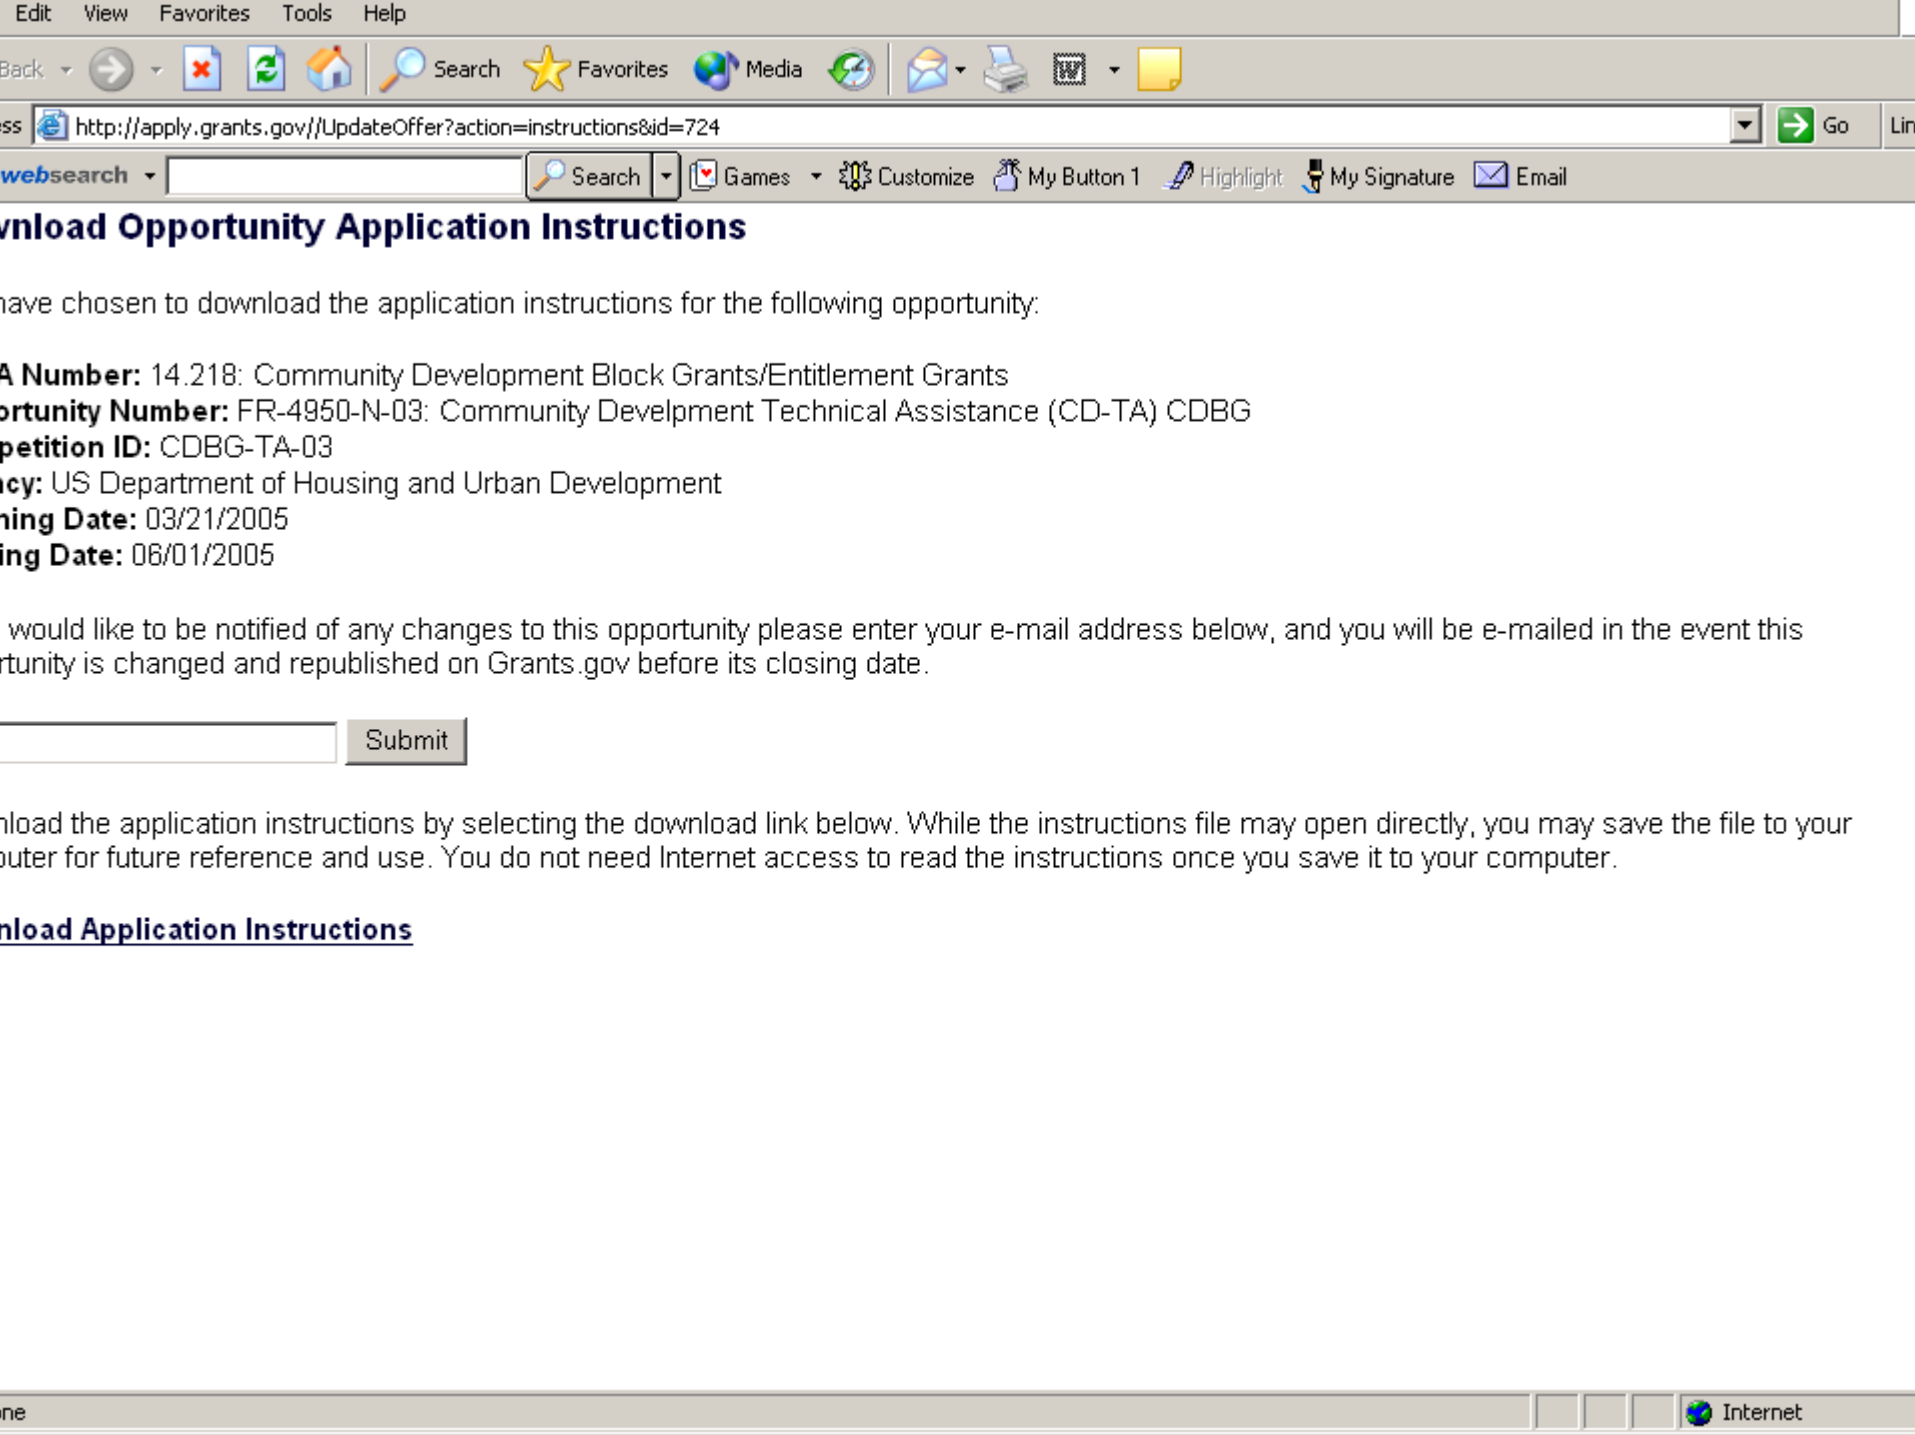 Edit View Favorites Tools Help
Back Search Favorites Media
ess http://apply.grants.gov//UpdateOffer?action=instructions&id=724 Go Lin
websearch Search Games Customize My Button 1 Highlight My Signature Email
wnload Opportunity Application Instructions
have chosen to download the application instructions for the following opportunity:
A Number: 14.218: Community Development Block Grants/Entitlement Grants
ortunity Number: FR-4950-N-03: Community Develpment Technical Assistance (CD-TA) CDBG
petition ID: CDBG-TA-03
ncy: US Department of Housing and Urban Development
ning Date: 03/21/2005
ing Date: 06/01/2005
would like to be notified of any changes to this opportunity please enter your e-mail address below, and you will be e-mailed in the event this
rtunity is changed and republished on Grants.gov before its closing date.
Submit
nload the application instructions by selecting the download link below. While the instructions file may open directly, you may save the file to your
puter for future reference and use. You do not need Internet access to read the instructions once you save it to your computer.
nload Application Instructions
one Internet